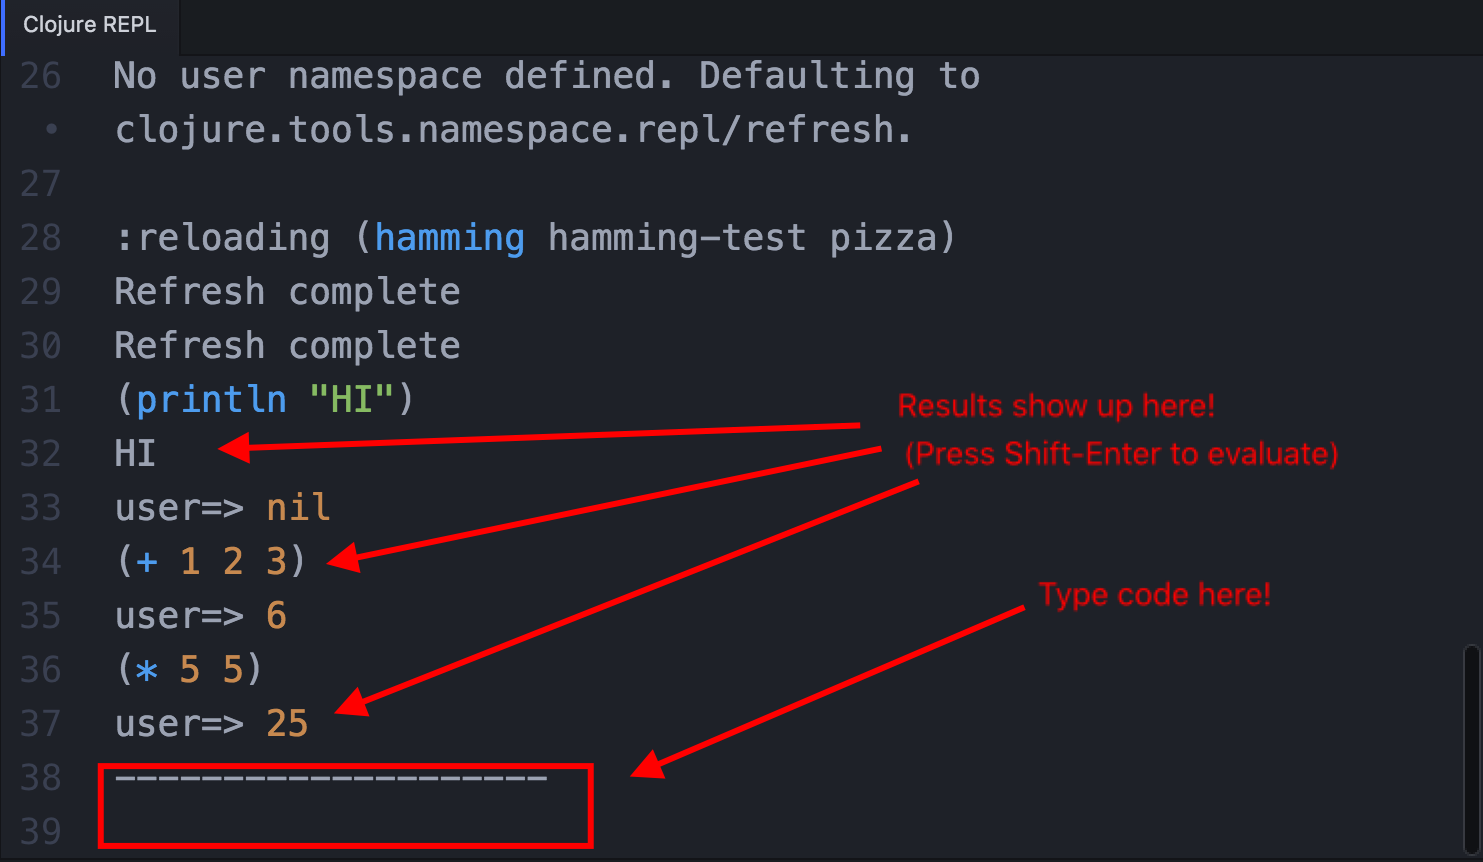 Clojure REPL
26 No user namespace defined. Defaulting to
• clojure.tools.namespace.repl/refresh.
27
28 :reloading (hamming hamming-test pizza)
29 Refresh complete
30 Refresh complete
31 (println "HI")
Results show up here!
32 HI
(Press Shift-Enter to evaluate)
33 user=> nil
34 (+ 1 2 3)
Type code here!
35 user=> 6
36 (* 5 5)
37 user=> 25
38 --------------------
39